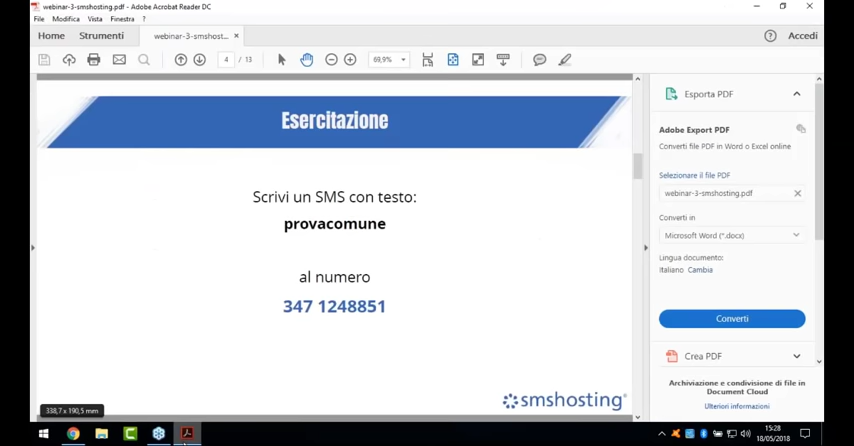 webinar-3-smshosting.pdf - Adobe Acrobat Reader DC
File Modifica Vista Finestra ?
Home Strumenti webinar-3-smshost... × Accedi
4 / 13 69,9%
Esercitazione
Scrivi un SMS con testo:
provacomune
al numero
347 1248851
smshosting
338,7 x 190,5 mm
Esporta PDF
Adobe Export PDF
Converti file PDF in Word o Excel online
Selezionare il file PDF
webinar-3-smshosting.pdf
Converti in
Microsoft Word (*.docx)
Lingua documento:
Italiano Cambia
Converti
Crea PDF
Archiviazione e condivisione di file in
Document Cloud
Ulteriori informazioni
15:28
18/05/2018